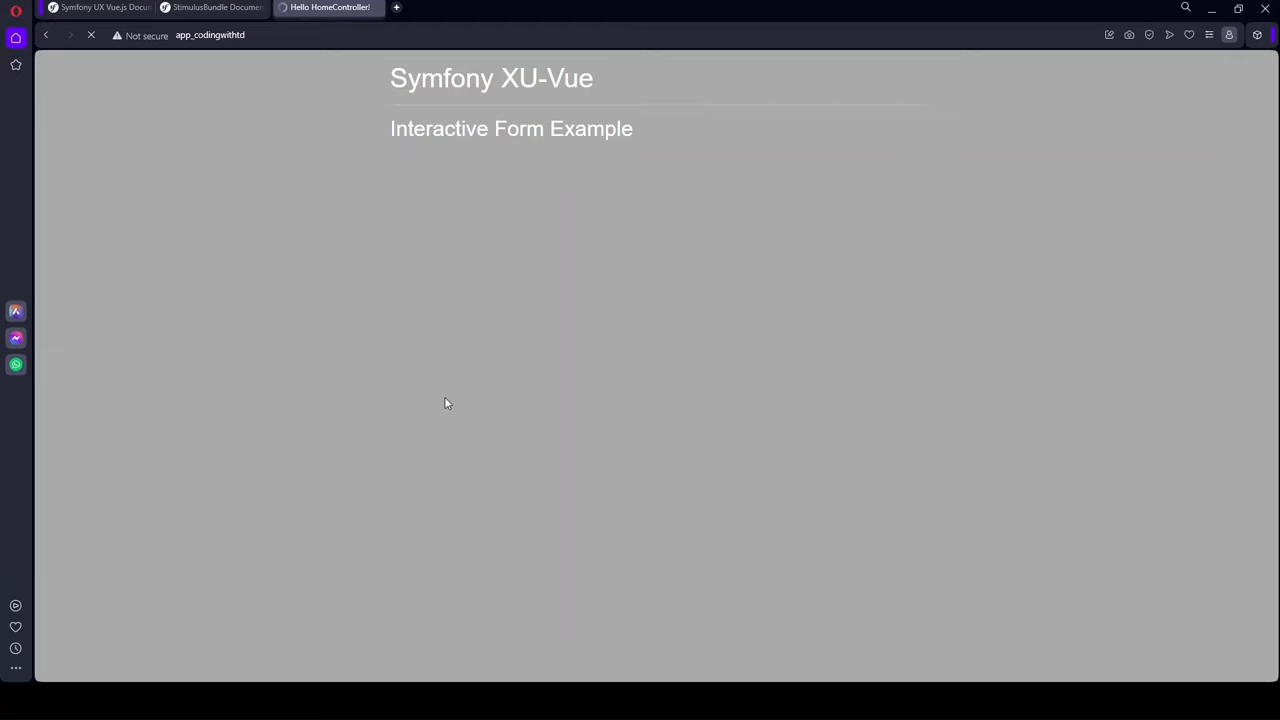 Symfony UX Vue.js Docum
StimulusBundle Documen
Hello HomeController!
Not secure
app_codingwithtd
Symfony XU-Vue
Interactive Form Example